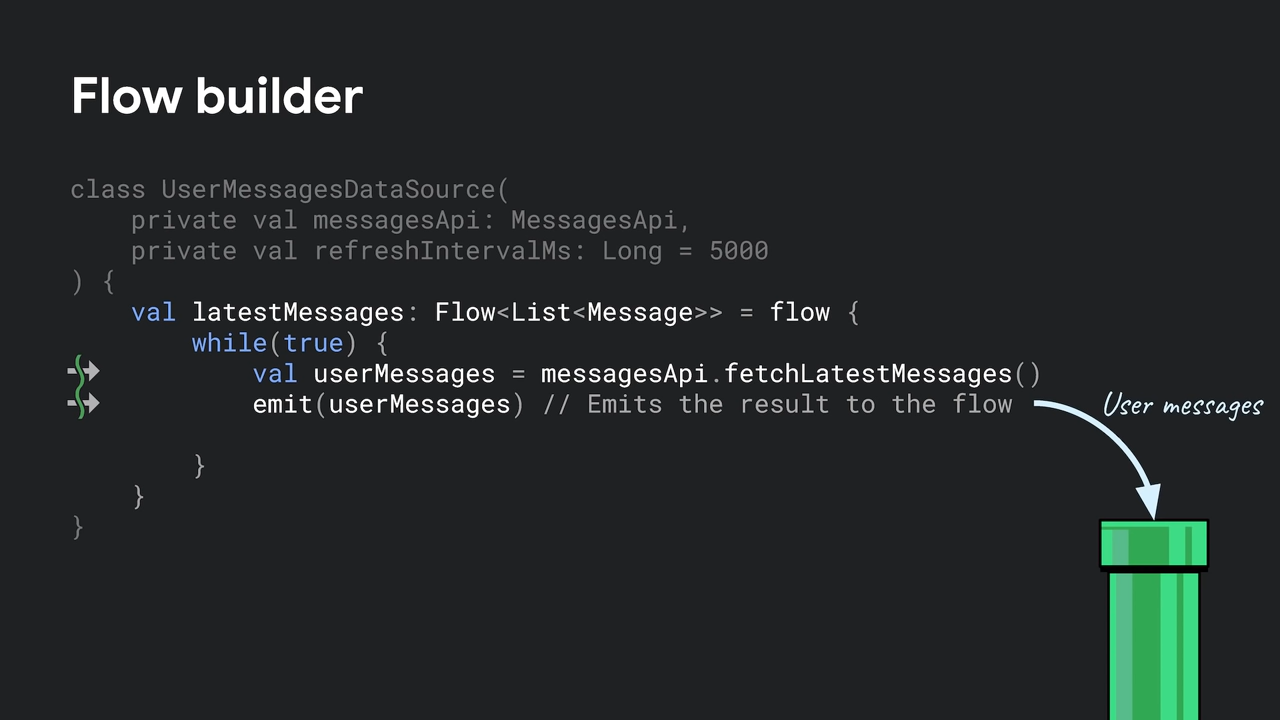 Flow builder
class UserMessagesDataSource(
    private val messagesApi: MessagesApi,
    private val refreshIntervalMs: Long = 5000
) {
    val latestMessages: Flow<List<Message>> = flow {
        while(true) {
            val userMessages = messagesApi.fetchLatestMessages()
            emit(userMessages) // Emits the result to the flow
User messages
        }
    }
}